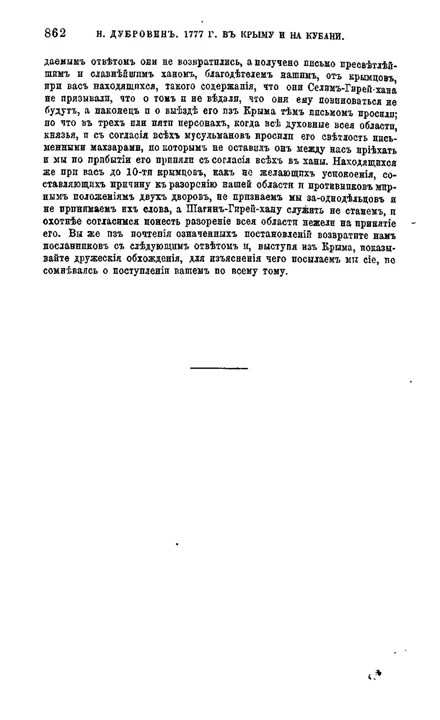 862 Н. ДУБРОВИНЪ. 1777 Г. ВЪ КРЫМУ И НА КУБАНИ.
даемымъ отвѣтомъ они не возвратились, а получено письмо пресвѣтлѣй-
шимъ и славнѣйшимъ ханомъ, благодѣтелемъ нашимъ, отъ крымцовъ,
при васъ находящихся, такого содержанія, что они Селимъ-Гирей-хана
не призывали, что о томъ и не вѣдали, что они ему повиноваться не
будутъ, а наконецъ и о выѣздѣ его изъ Крыма тѣмъ письмомъ просили;
но что въ трехъ или пяти персонахъ, когда всѣ духовные всея области,
князья, и съ согласія всѣхъ мусульмановъ просили его свѣтлость пись-
менными махзарами, по которымъ не оставилъ онъ между насъ пріѣхать
и мы по прибытіи его приняли съ согласія всѣхъ въ ханы. Находящихся
же при васъ до 10-ти крымцовъ, какъ не желающихъ успокоенія, со-
ставляющихъ причину къ разоренію нашей области и противниковъ мир-
нымъ положеніямъ двухъ дворовъ, не признаемъ мы за-однодѣльцовъ и
не принимаемъ ихъ слова, а Шагинъ-Гирей-хану служить не станемъ, и
охотнѣе согласимся понесть разореніе всея области нежели на принятіе
его. Вы же изъ почтенія означенныхъ постановленій возвратите намъ
посланниковъ съ слѣдующимъ отвѣтомъ и, выступя изъ Крыма, показы-
вайте дружескія обхожденія, для изъясненія чего посылаемъ мы сіе, не
сомнѣваясь о поступленіи вашемъ по всему тому.